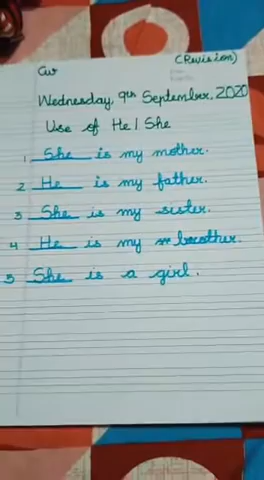 (Revision)
CW
Wednesday, 9th September, 2020
Use of He / She
1 She is my mother.
2 He is my father.
3 She is my sister.
4 He is my brother.
5 She is a girl.